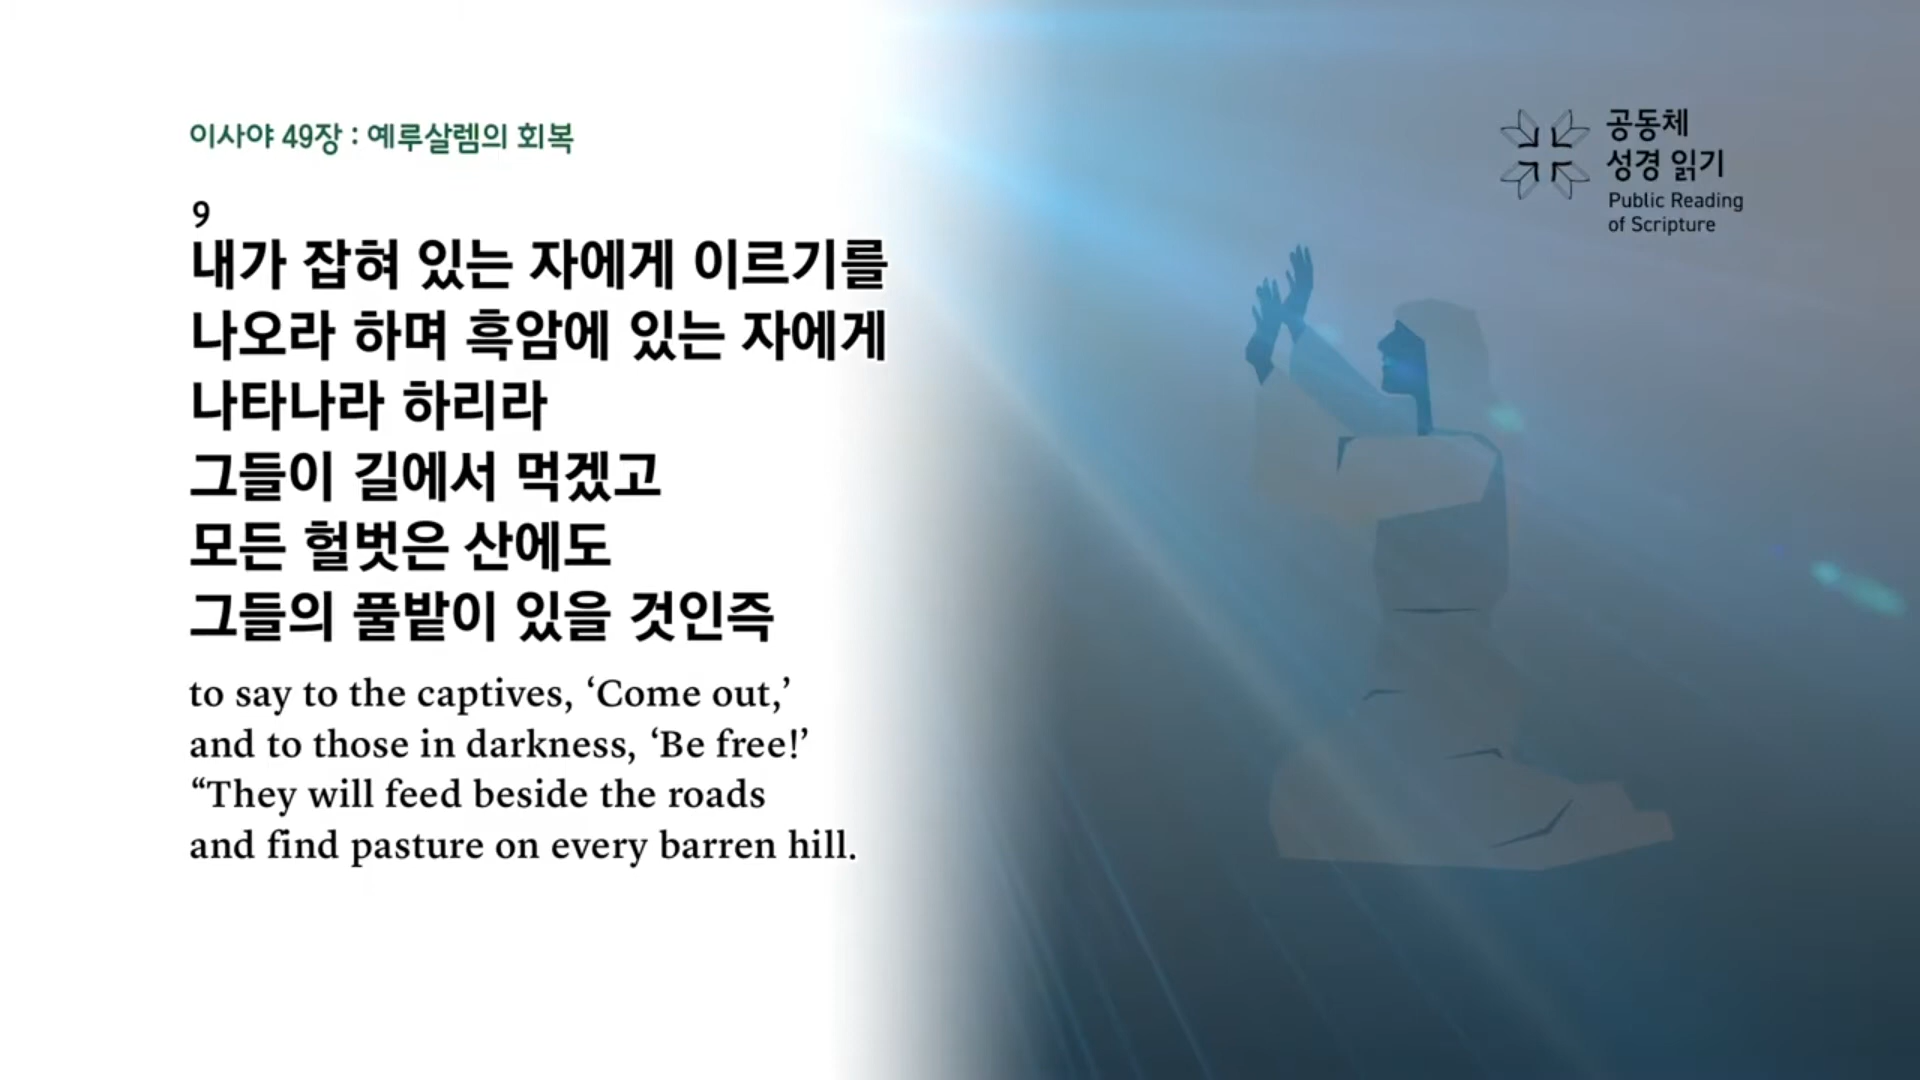 이사야 49장 : 예루살렘의 회복
9
내가 잡혀 있는 자에게 이르기를
나오라 하며 흑암에 있는 자에게
나타나라 하리라
그들이 길에서 먹겠고
모든 헐벗은 산에도
그들의 풀밭이 있을 것인즉
to say to the captives, ‘Come out,’
and to those in darkness, ‘Be free!’
“They will feed beside the roads
and find pasture on every barren hill.
공동체
성경 읽기
Public Reading
of Scripture